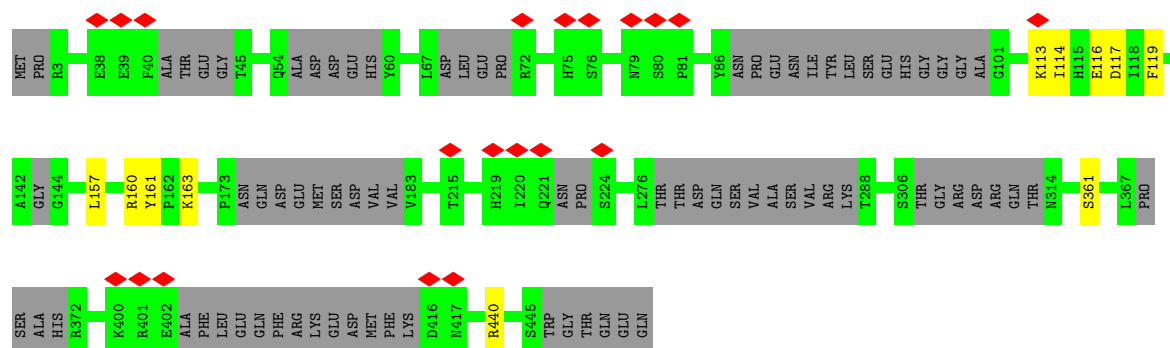 MET PRO R3 E38 E39 F40 ALA THR GLU GLY T45 Q54 ALA ASP ASP GLU HIS Y60 L67 ASP LEU GLU PRO R72 H75 S76 N79 S80 P81 Y86 ASN PRO GLU ASN ILE TYR LEU SER GLU HIS GLY GLY GLY ALA G101 K113 I114 H115 E116 D117 I118 F119
A142 GLY G144 L157 R160 Y161 P162 K163 P173 ASN GLN ASP GLU MET SER ASP VAL VAL V183 T215 H219 I220 Q221 ASN PRO S224 L276 THR THR ASP GLN SER VAL ALA SER VAL ARG LYS T288 S306 THR GLY ARG ASP ARG GLN THR N314 S361 L367 PRO
SER ALA HIS R372 K400 R401 E402 ALA PHE LEU GLU GLN PHE ARG LYS GLU ASP MET PHE LYS D416 N417 R440 S445 TRP GLY THR GLN GLU GLN